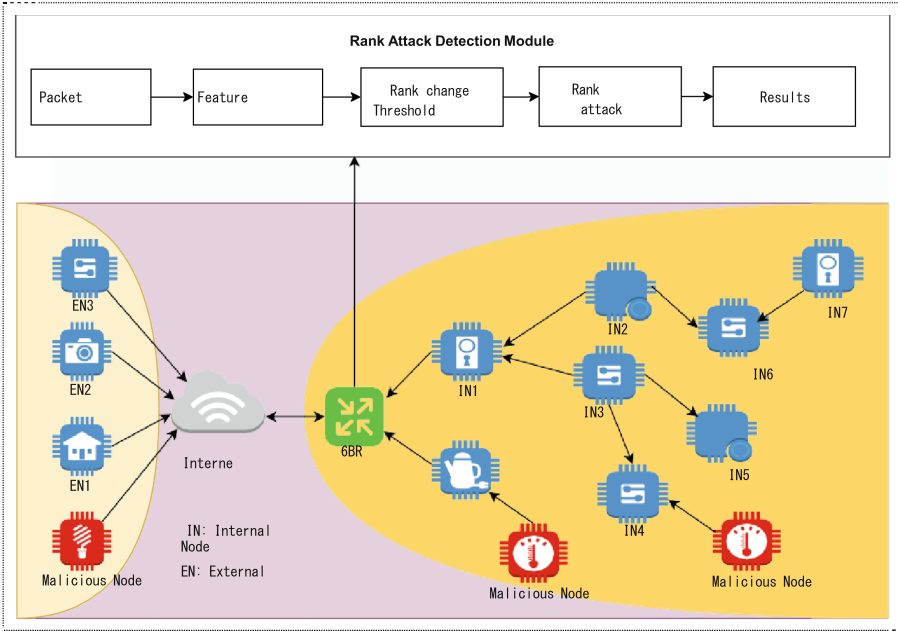 Rank Attack Detection Module
Packet
Feature
Rank change
Threshold
Rank
attack
Results
EN3
EN2
EN1
Malicious Node
Interne
IN: Internal
Node
EN: External
6BR
IN1
IN2
IN3
IN4
IN5
IN6
IN7
Malicious Node
Malicious Node